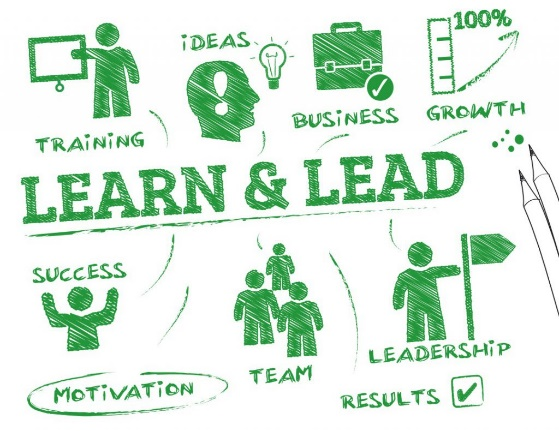 IDEAS
100%
TRAINING
BUSINESS
GROWTH
LEARN & LEAD
SUCCESS
TEAM
LEADERSHIP
MOTIVATION
RESULTS